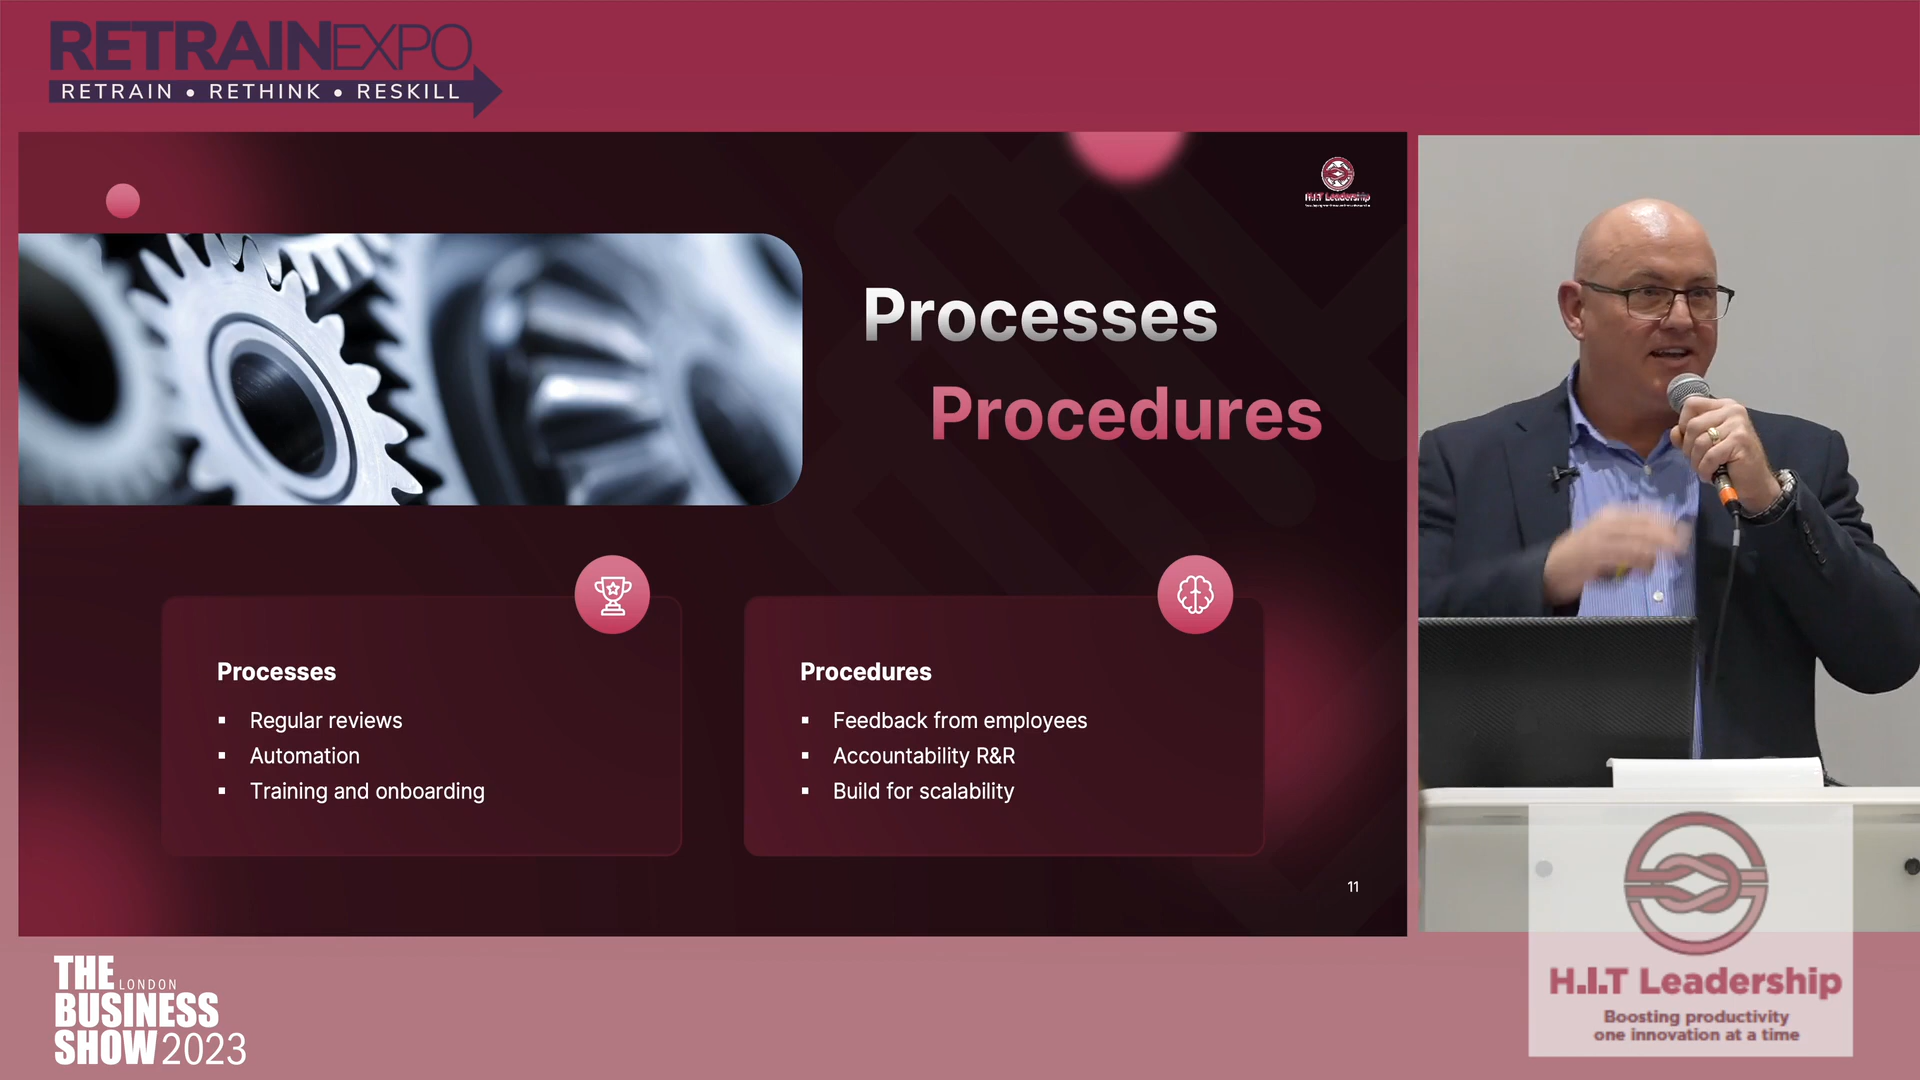 RETRAINEXPO
RETRAIN • RETHINK • RESKILL
H.I.T Leadership
Processes
Procedures
Processes
▪ Regular reviews
▪ Automation
▪ Training and onboarding
Procedures
▪ Feedback from employees
▪ Accountability R&R
▪ Build for scalability
11
THE
LONDON
BUSINESS
SHOW 2023
H.I.T Leadership
Boosting productivity
one innovation at a time